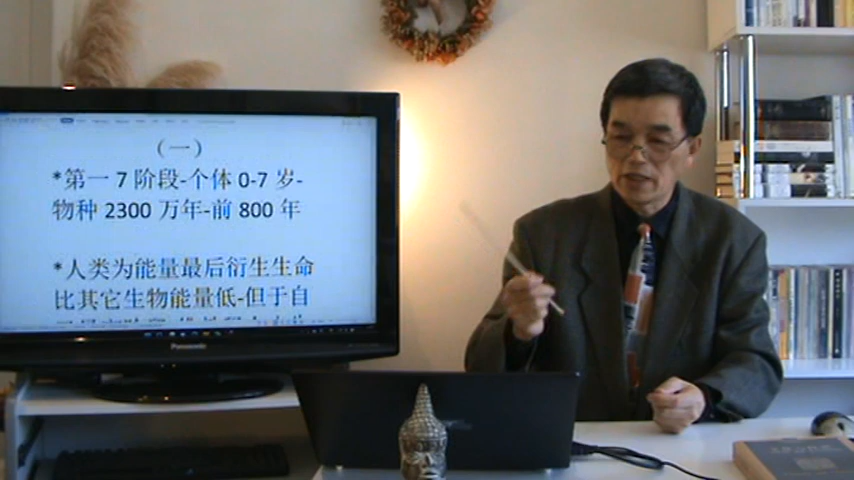 （一）
*第一 7 阶段-个体 0-7 岁-
物种 2300 万年-前 800 年
*人类为能量最后衍生生命
比其它生物能量低-但于自
Panasonic